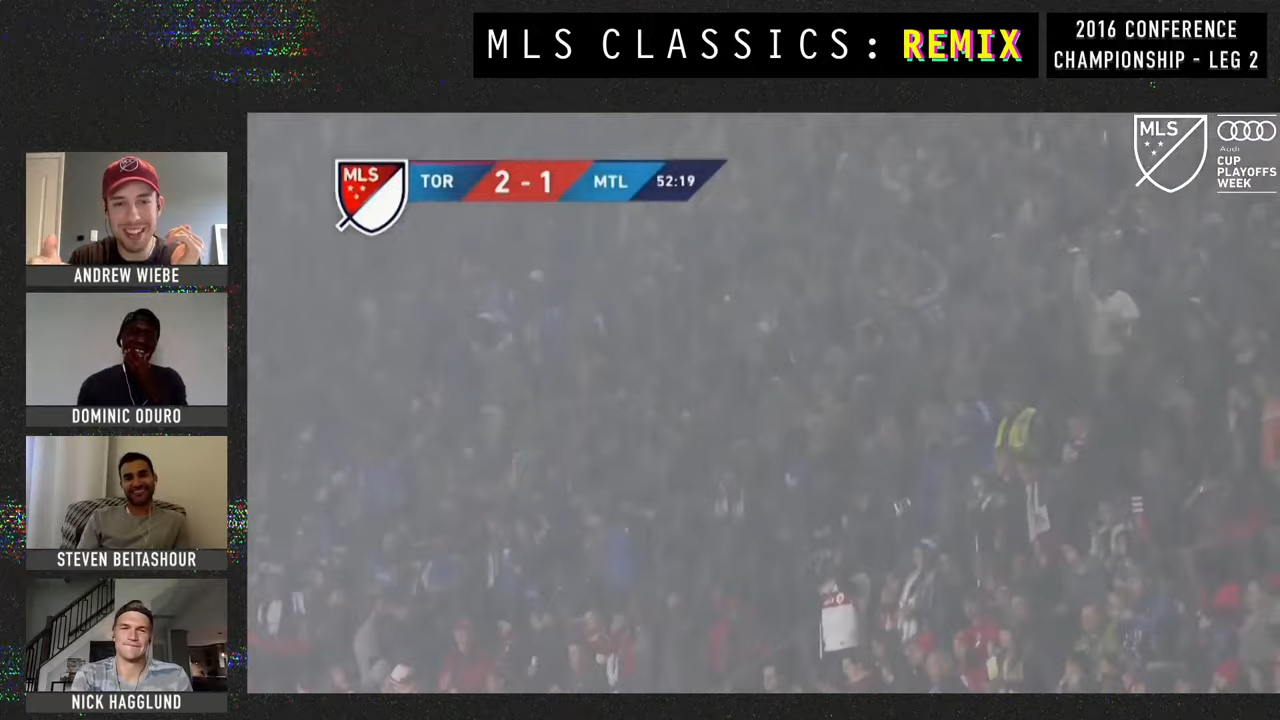 MLS CLASSICS: REMIX
2016 CONFERENCE
CHAMPIONSHIP - LEG 2
MLS
Audi
CUP
PLAYOFFS
WEEK
MLS
TOR 2 - 1 MTL 52:19
ANDREW WIEBE
DOMINIC ODURO
STEVEN BEITASHOUR
NICK HAGGLUND